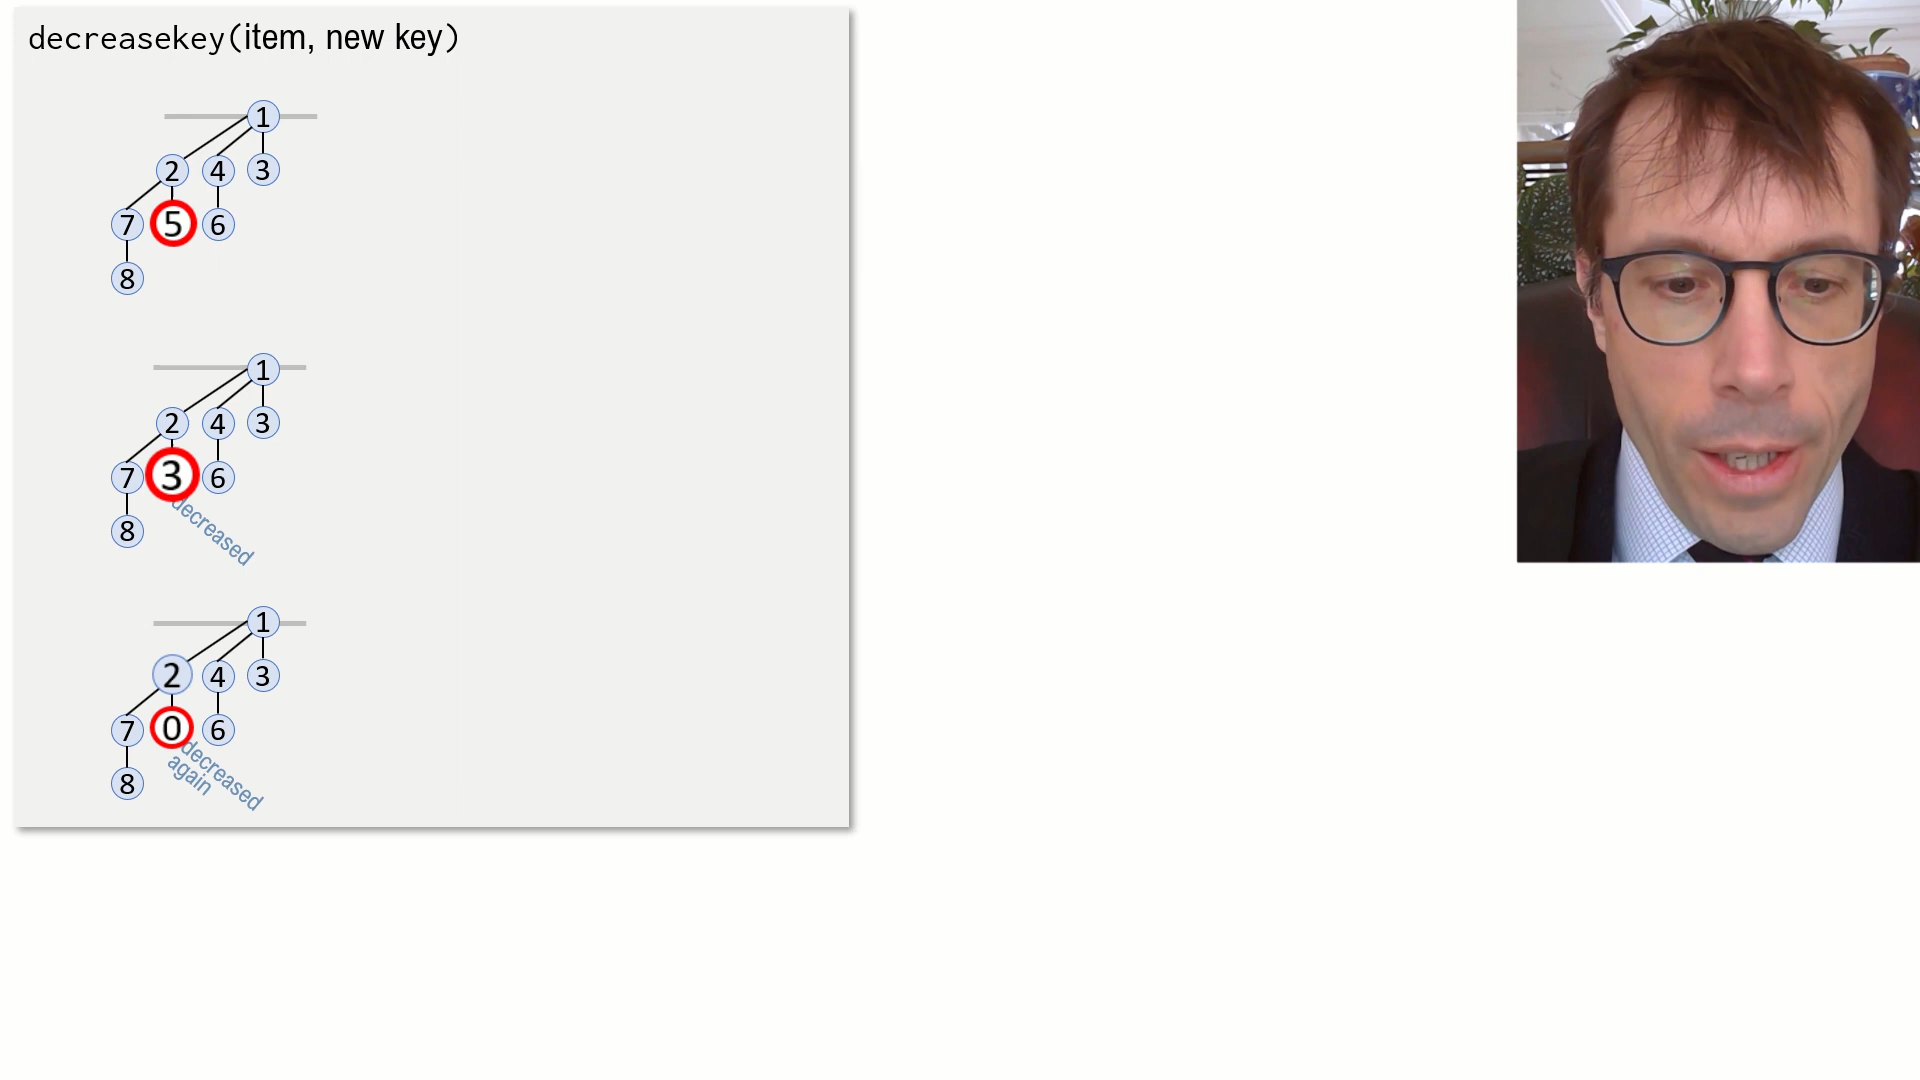 decreasekey(item, new key)
1
2 4 3
7 5 6
8
1
2 4 3
7 3 6
8
decreased
1
2 4 3
7 0 6
8
decreased
again